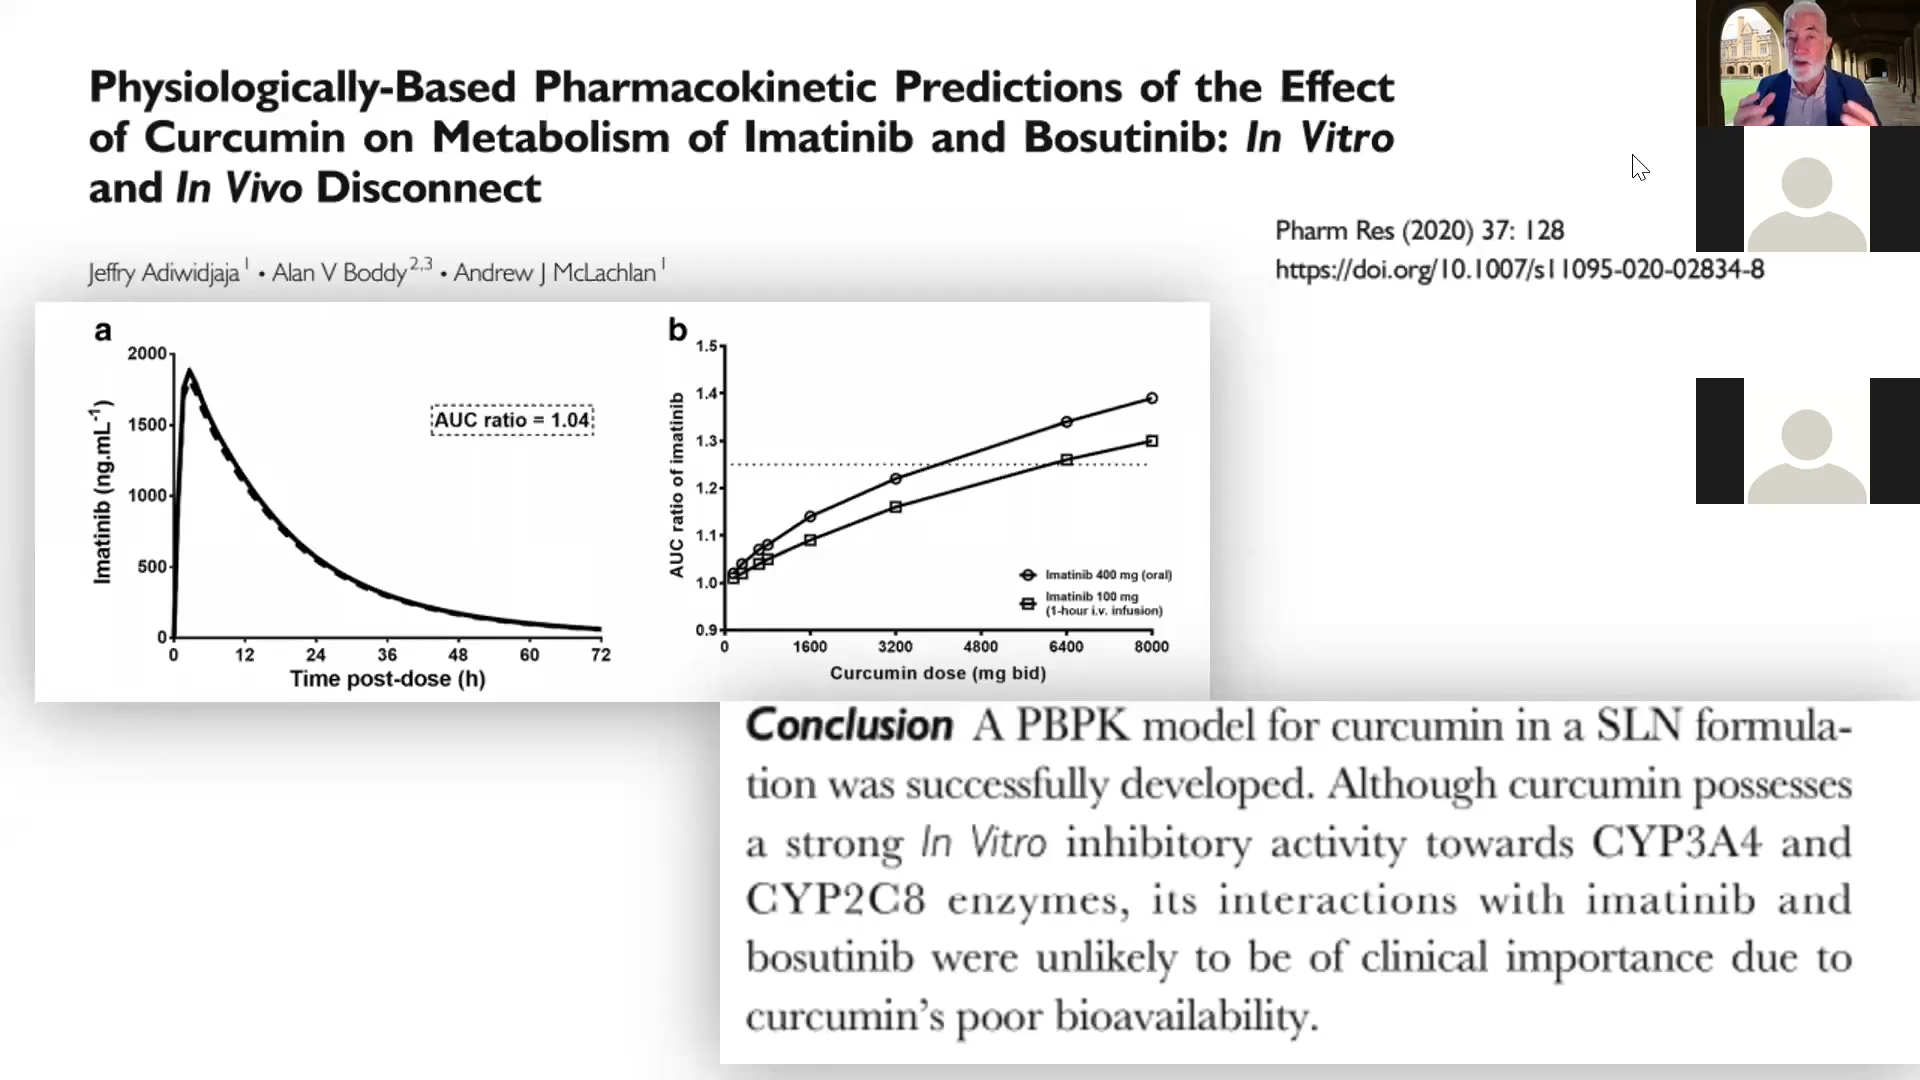 Physiologically-Based Pharmacokinetic Predictions of the Effect
of Curcumin on Metabolism of Imatinib and Bosutinib: In Vitro
and In Vivo Disconnect
Pharm Res (2020) 37: 128
https://doi.org/10.1007/s11095-020-02834-8
Jeffry Adiwidjaja 1 • Alan V Boddy 2,3 • Andrew J McLachlan 1
a
2000
1500
1000
500
0
Imatinib (ng.mL-1)
AUC ratio = 1.04
0 12 24 36 48 60 72
Time post-dose (h)
b
1.5
1.4
1.3
1.2
1.1
1.0
0.9
AUC ratio of imatinib
Imatinib 400 mg (oral)
Imatinib 100 mg
(1-hour i.v. infusion)
0 1600 3200 4800 6400 8000
Curcumin dose (mg bid)
Conclusion A PBPK model for curcumin in a SLN formula-
tion was successfully developed. Although curcumin possesses
a strong In Vitro inhibitory activity towards CYP3A4 and
CYP2C8 enzymes, its interactions with imatinib and
bosutinib were unlikely to be of clinical importance due to
curcumin's poor bioavailability.